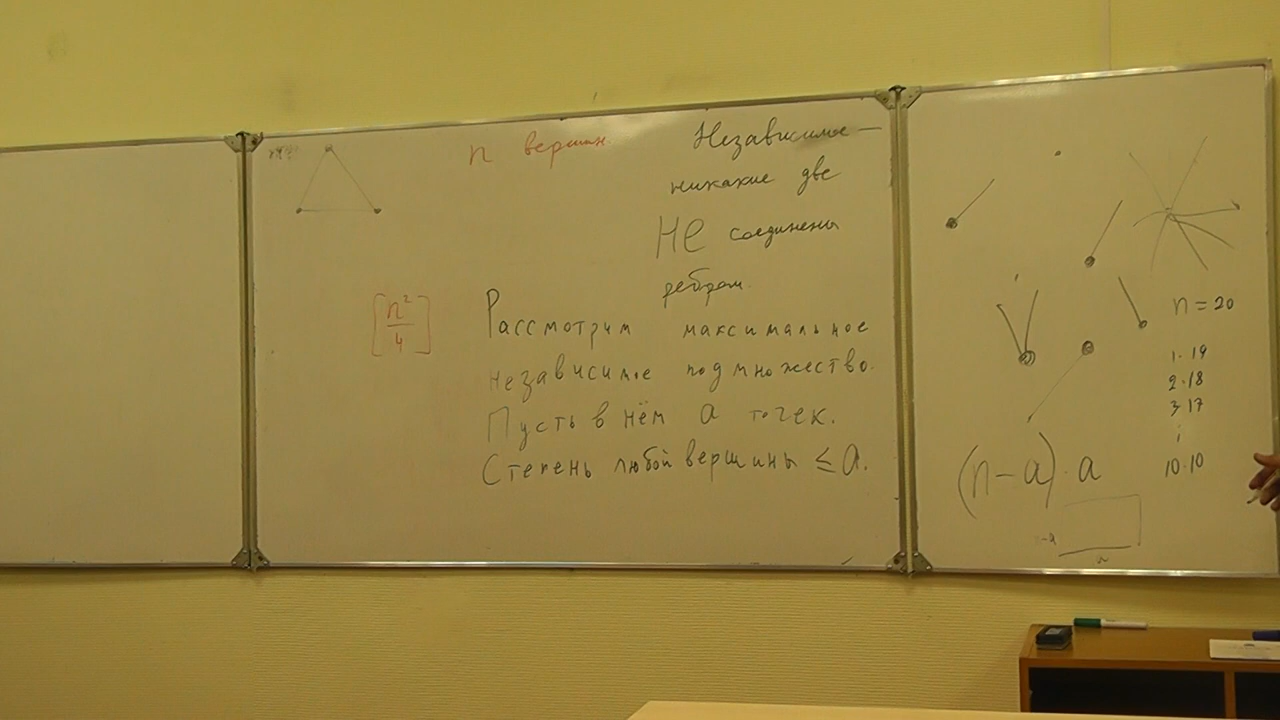 n вершин.
Независимое —
никакие две
НЕ соединены
ребром.
[n²/4]
Рассмотрим максимальное
независимое подмножество.
Пусть в нём a точек.
Степень любой вершины ≤ a.
n = 20
1·19
2·18
3·17
⋮
10·10
(n-a)·a
a